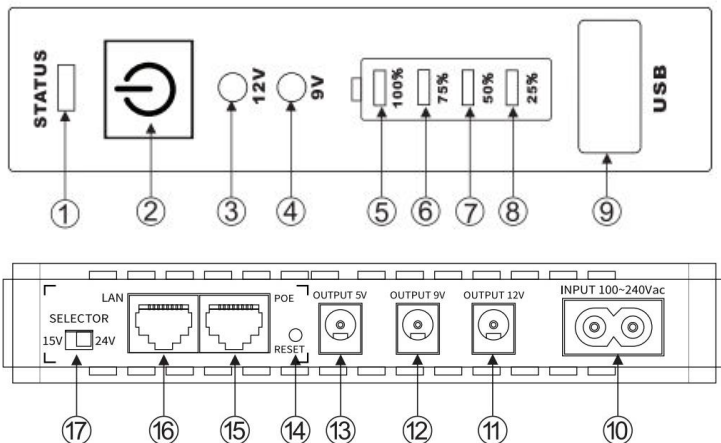 STATUS
12V
9V
100%
75%
50%
25%
USB
① ② ③ ④ ⑤ ⑥ ⑦ ⑧ ⑨
LAN
POE
OUTPUT 5V
OUTPUT 9V
OUTPUT 12V
INPUT 100~240Vac
SELECTOR
15V
24V
RESET
⑰ ⑯ ⑮ ⑭ ⑬ ⑫ ⑪ ⑩